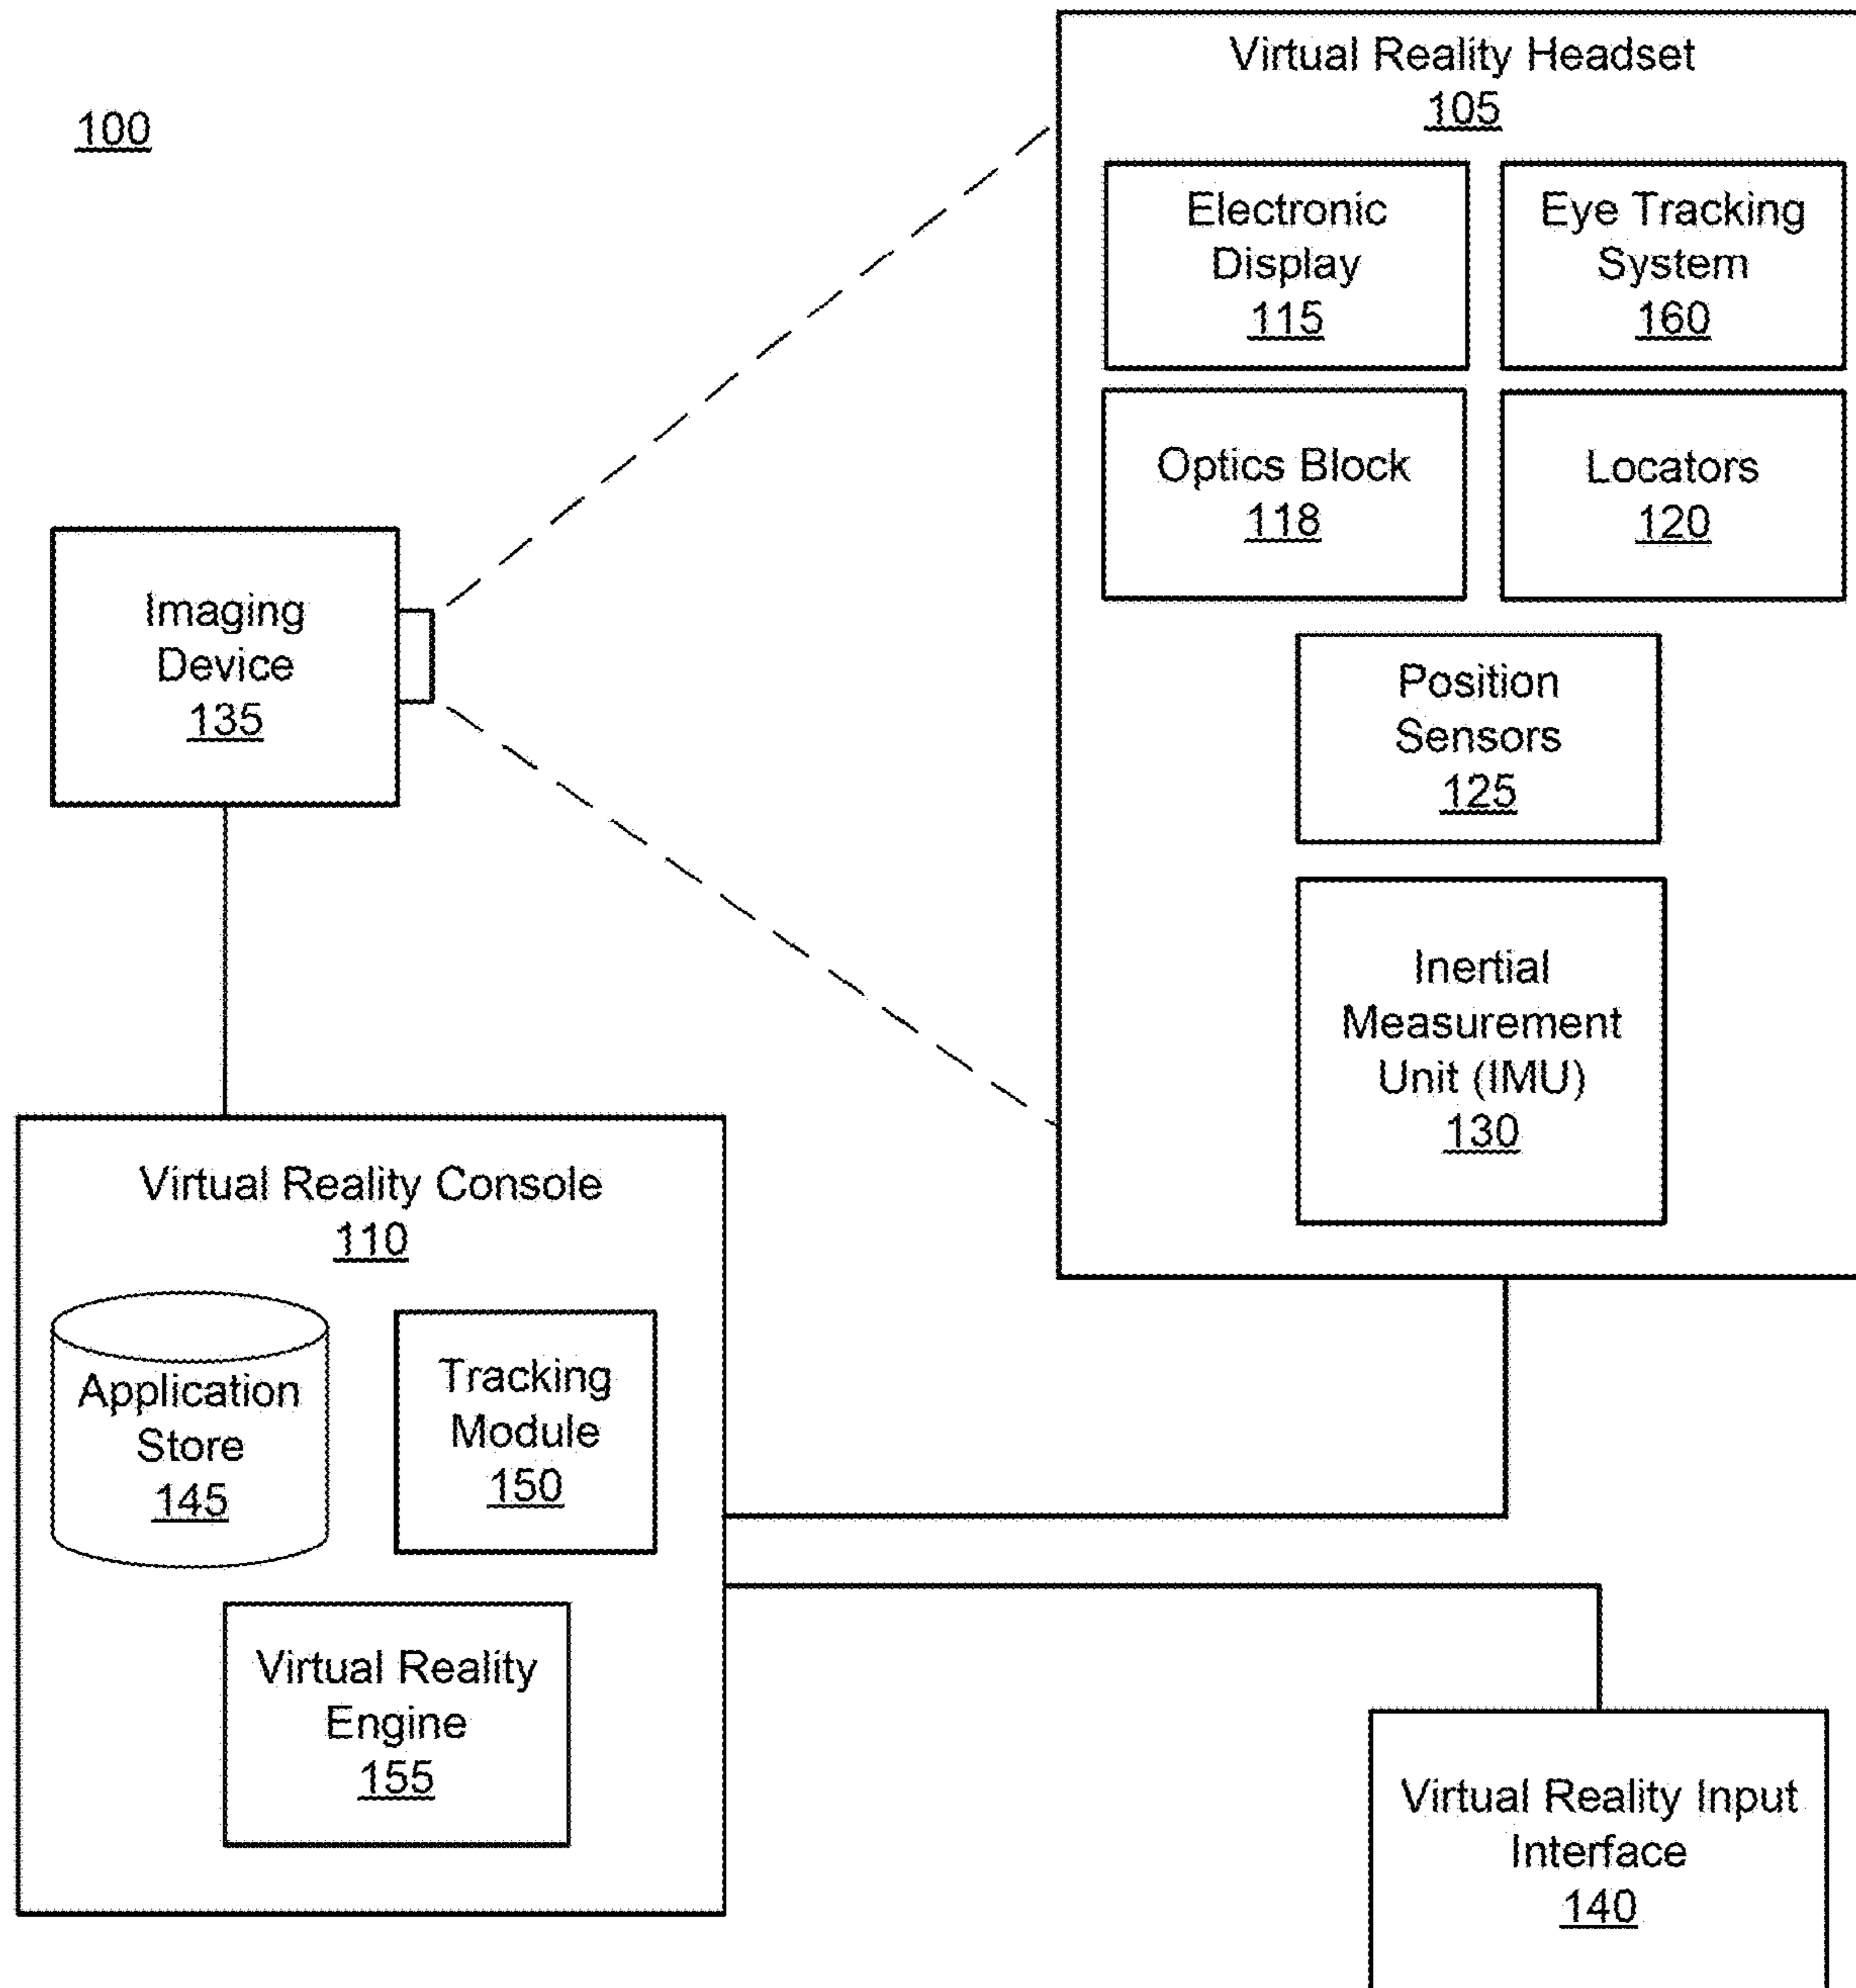 100
Virtual Reality Headset
105
Electronic
Display
115
Eye Tracking
System
160
Optics Block
118
Locators
120
Position
Sensors
125
Inertial
Measurement
Unit (IMU)
130
Imaging
Device
135
Virtual Reality Console
110
Application
Store
145
Tracking
Module
150
Virtual Reality
Engine
155
Virtual Reality Input
Interface
140